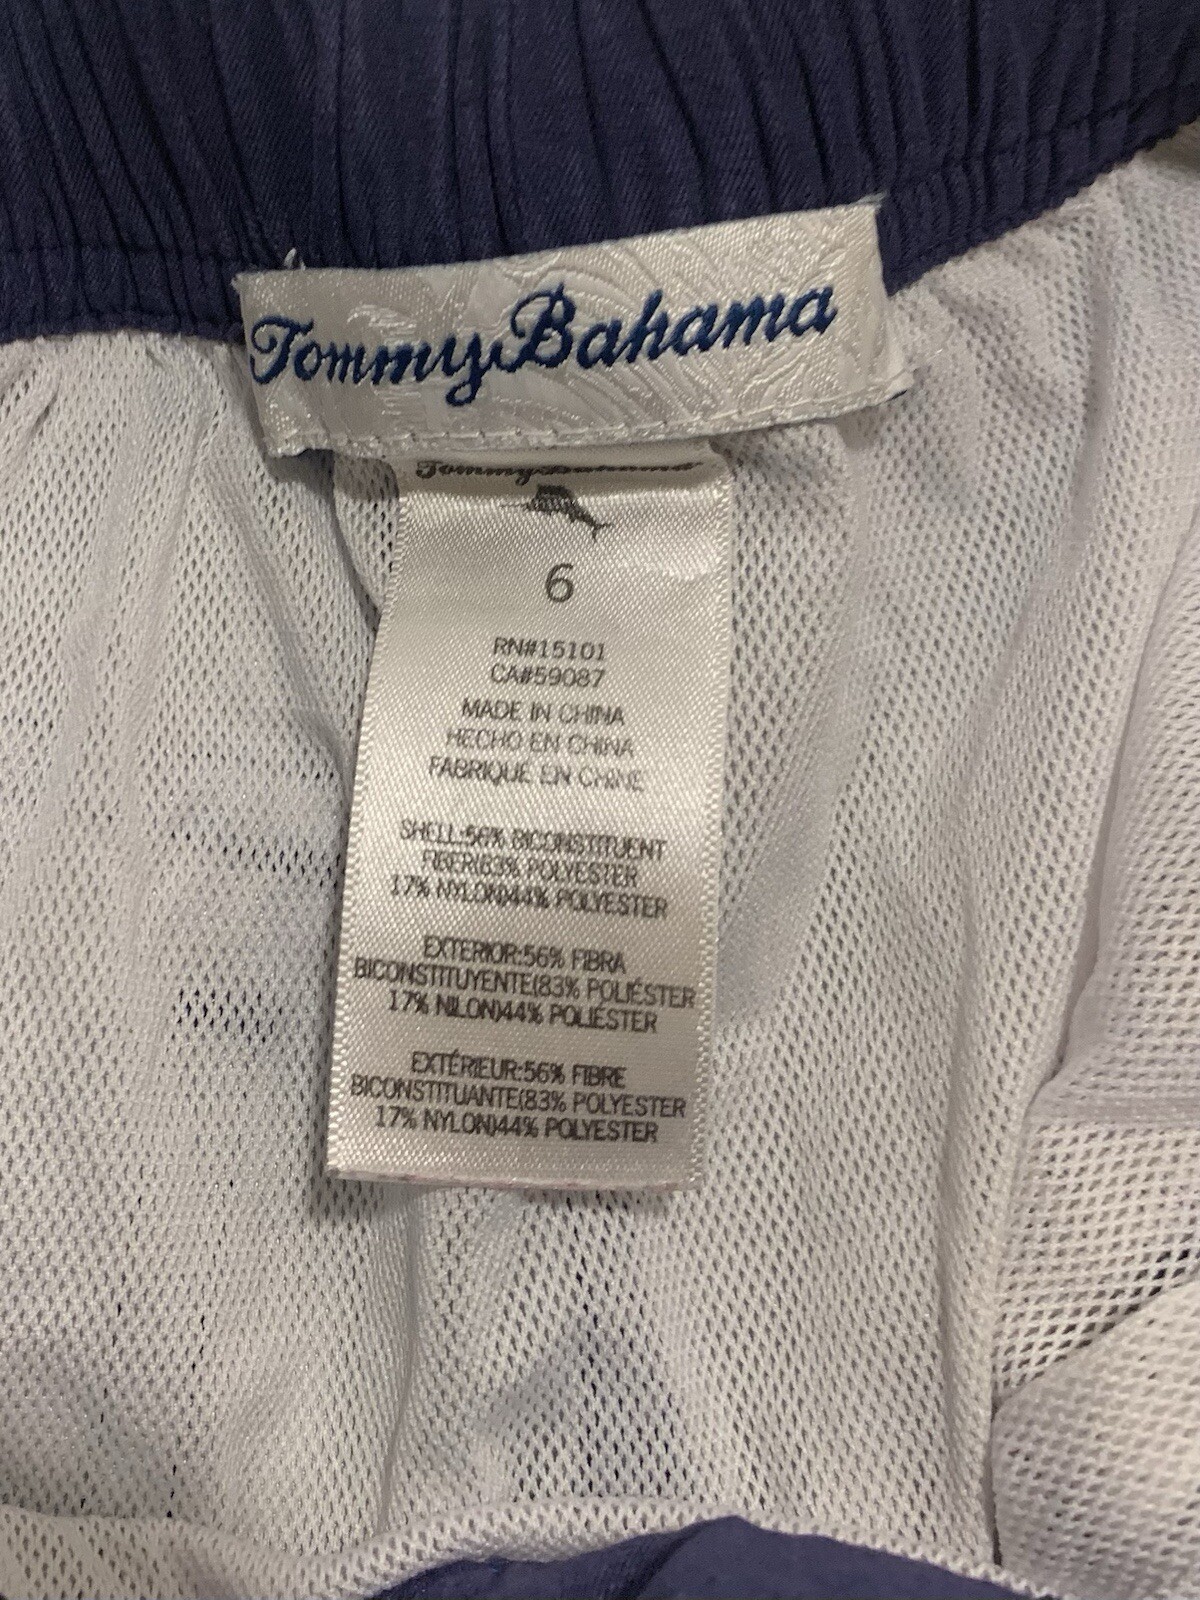 Tommy Bahama
Tommy Bahama
6
RN#15101
CA#59087
MADE IN CHINA
HECHO EN CHINA
FABRIQUÉ EN CHINE
SHELL:56% BICONSTITUENT
FIBER(83% POLYESTER
17% NYLON)44% POLYESTER
EXTERIOR:56% FIBRA
BICONSTITUYENTE(83% POLIÉSTER
17% NILON)44% POLIÉSTER
EXTÉRIEUR:56% FIBRE
BICONSTITUANTE(83% POLYESTER
17% NYLON)44% POLYESTER